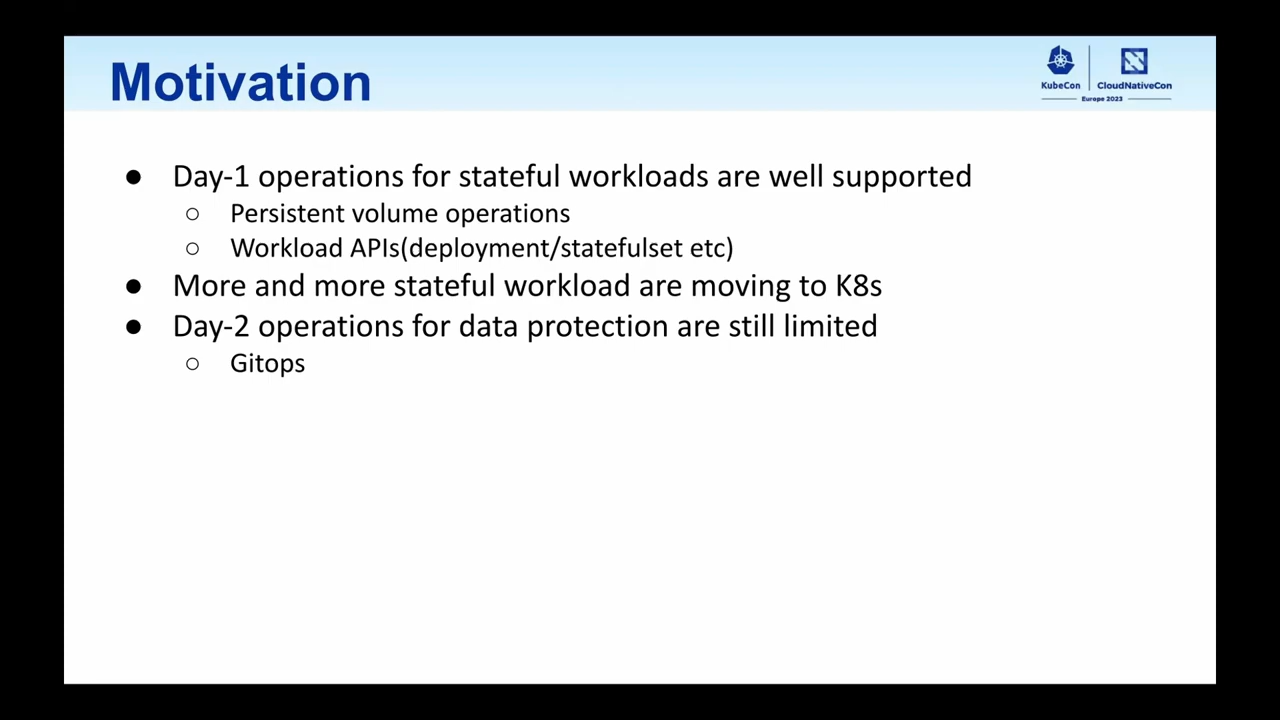 Motivation
KubeCon
CloudNativeCon
Europe 2023
● Day-1 operations for stateful workloads are well supported
○ Persistent volume operations
○ Workload APIs(deployment/statefulset etc)
● More and more stateful workload are moving to K8s
● Day-2 operations for data protection are still limited
○ Gitops